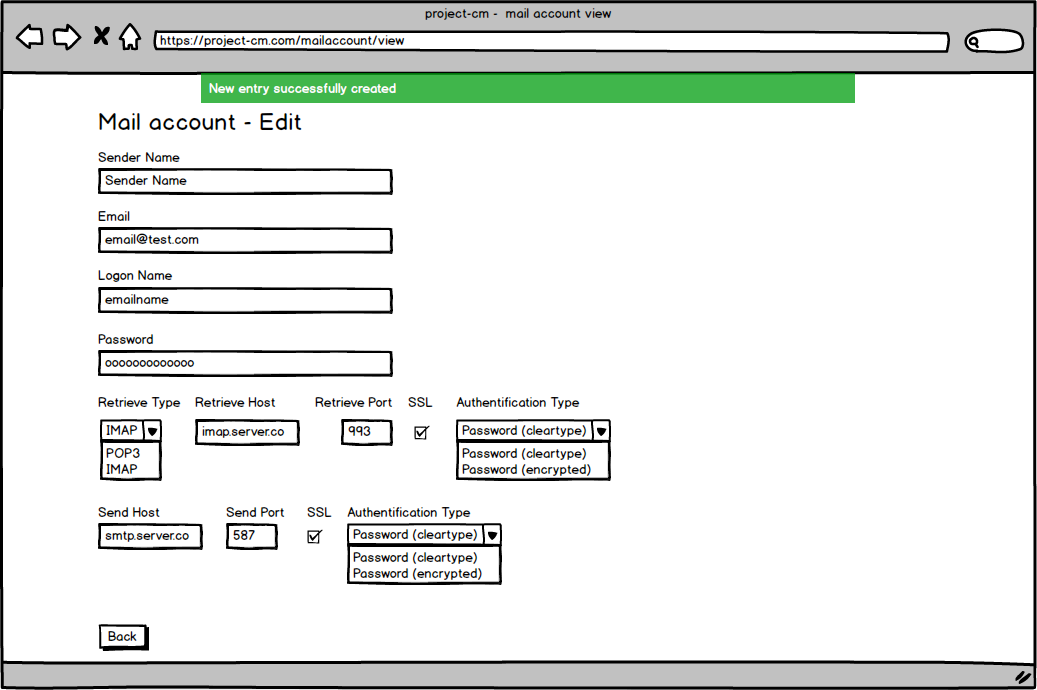 project-cm - mail account view
https://project-cm.com/mailaccount/view
New entry successfully created
Mail account - Edit
Sender Name
Sender Name
Email
email@test.com
Logon Name
emailname
Password
ooooooooooooo
Retrieve Type Retrieve Host Retrieve Port SSL Authentification Type
IMAP imap.server.co 993 Password (cleartype)
POP3 Password (cleartype)
IMAP Password (encrypted)
Send Host Send Port SSL Authentification Type
smtp.server.co 587 Password (cleartype)
Password (cleartype)
Password (encrypted)
Back